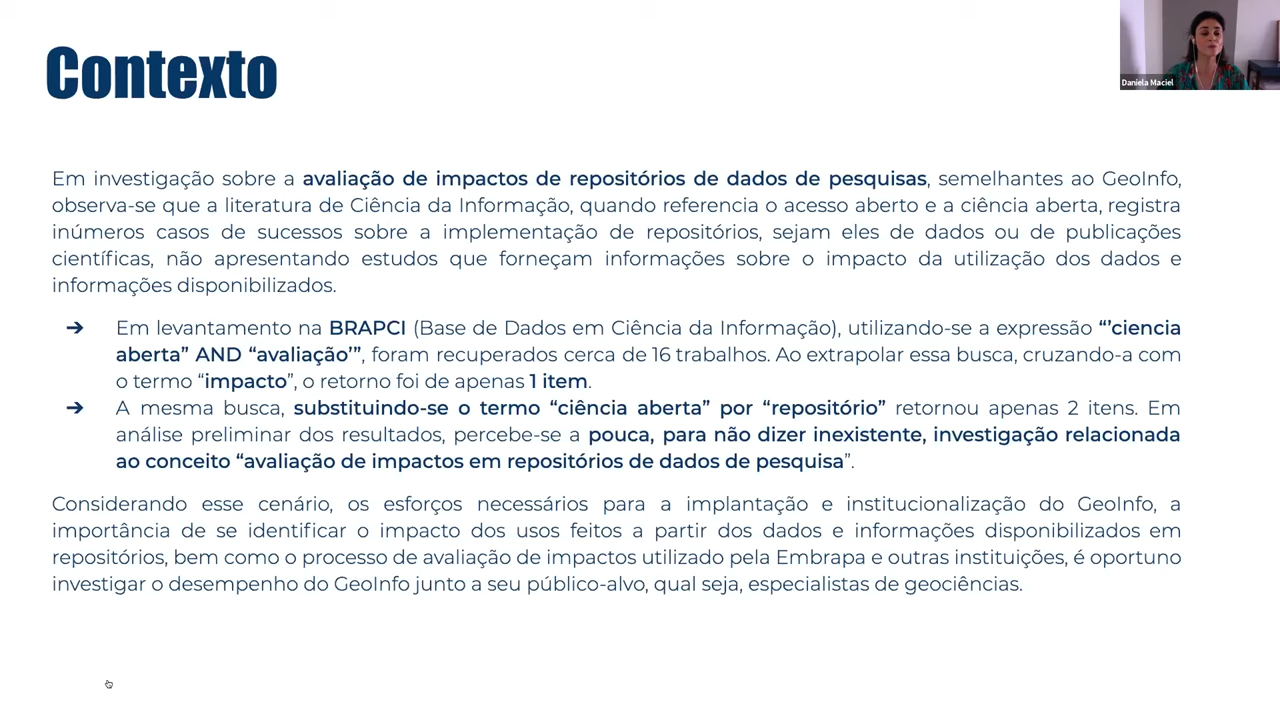 Contexto
Daniela Maciel
Em investigação sobre a avaliação de impactos de repositórios de dados de pesquisas, semelhantes ao GeoInfo,
observa-se que a literatura de Ciência da Informação, quando referencia o acesso aberto e a ciência aberta, registra
inúmeros casos de sucessos sobre a implementação de repositórios, sejam eles de dados ou de publicações
científicas, não apresentando estudos que forneçam informações sobre o impacto da utilização dos dados e
informações disponibilizados.
➔ Em levantamento na BRAPCI (Base de Dados em Ciência da Informação), utilizando-se a expressão “’ciencia
aberta” AND “avaliação’”, foram recuperados cerca de 16 trabalhos. Ao extrapolar essa busca, cruzando-a com
o termo “impacto”, o retorno foi de apenas 1 item.
➔ A mesma busca, substituindo-se o termo “ciência aberta” por “repositório” retornou apenas 2 itens. Em
análise preliminar dos resultados, percebe-se a pouca, para não dizer inexistente, investigação relacionada
ao conceito “avaliação de impactos em repositórios de dados de pesquisa”.
Considerando esse cenário, os esforços necessários para a implantação e institucionalização do GeoInfo, a
importância de se identificar o impacto dos usos feitos a partir dos dados e informações disponibilizados em
repositórios, bem como o processo de avaliação de impactos utilizado pela Embrapa e outras instituições, é oportuno
investigar o desempenho do GeoInfo junto a seu público-alvo, qual seja, especialistas de geociências.